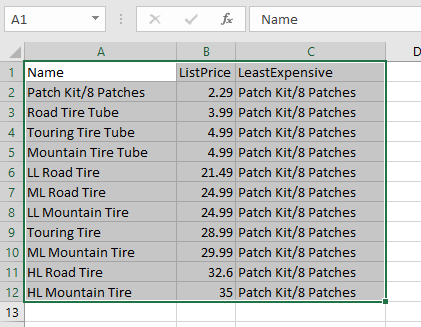 A1 fx Name
A B C D
1 Name ListPrice LeastExpensive
2 Patch Kit/8 Patches 2.29 Patch Kit/8 Patches
3 Road Tire Tube 3.99 Patch Kit/8 Patches
4 Touring Tire Tube 4.99 Patch Kit/8 Patches
5 Mountain Tire Tube 4.99 Patch Kit/8 Patches
6 LL Road Tire 21.49 Patch Kit/8 Patches
7 ML Road Tire 24.99 Patch Kit/8 Patches
8 LL Mountain Tire 24.99 Patch Kit/8 Patches
9 Touring Tire 28.99 Patch Kit/8 Patches
10 ML Mountain Tire 29.99 Patch Kit/8 Patches
11 HL Road Tire 32.6 Patch Kit/8 Patches
12 HL Mountain Tire 35 Patch Kit/8 Patches
13